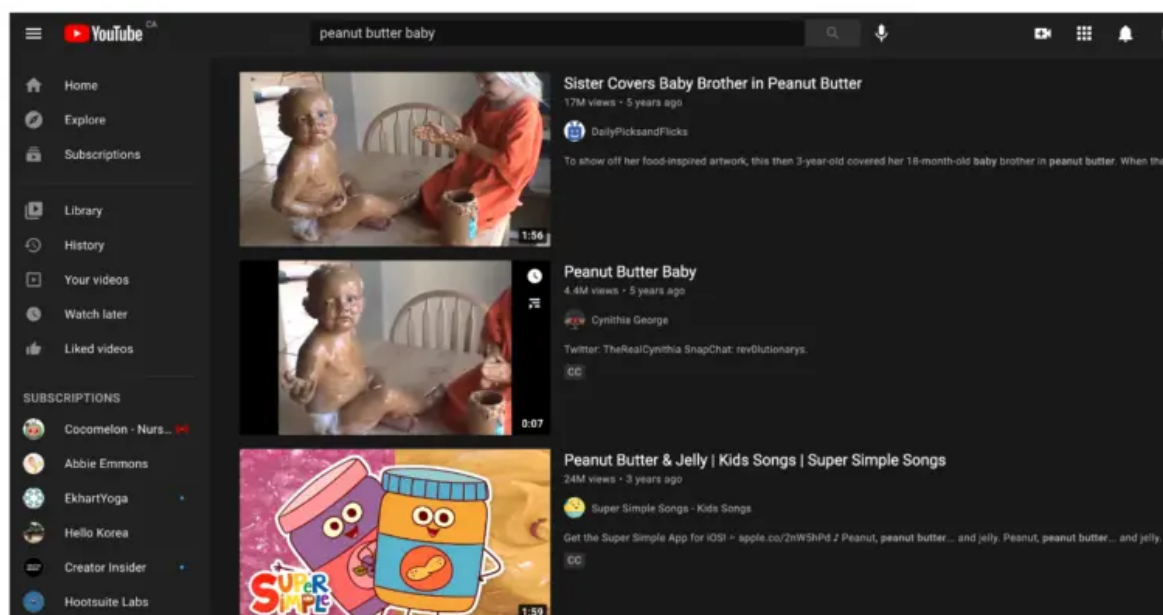 YouTube CA
peanut butter baby
Home
Explore
Subscriptions
Library
History
Your videos
Watch later
Liked videos
SUBSCRIPTIONS
Cocomelon - Nurs...
Abbie Emmons
EkhartYoga
Hello Korea
Creator Insider
Hootsuite Labs
1:56
Sister Covers Baby Brother in Peanut Butter
17M views • 5 years ago
DailyPicksandFlicks
To show off her food-inspired artwork, this then 3-year-old covered her 18-month-old baby brother in peanut butter. When the
0:07
Peanut Butter Baby
4.4M views • 5 years ago
Cynithia George
Twitter: TheRealCynithia SnapChat: rev0lutionarys.
CC
SUPER
SIMPLE
1:59
Peanut Butter & Jelly | Kids Songs | Super Simple Songs
24M views • 3 years ago
Super Simple Songs - Kids Songs
Get the Super Simple App for iOS! ► apple.co/2nW5hPd ♪ Peanut, peanut butter... and jelly. Peanut, peanut butter... and jelly.
CC